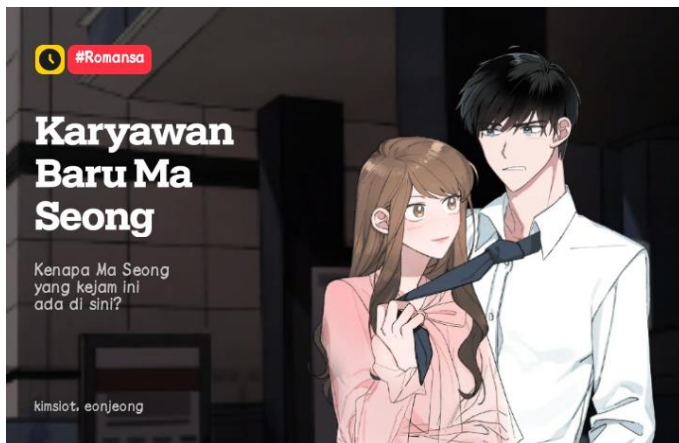 #Romansa
Karyawan
Baru Ma
Seong
Kenapa Ma Seong
yang kejam ini
ada di sini?
kimsiot, eonjeong